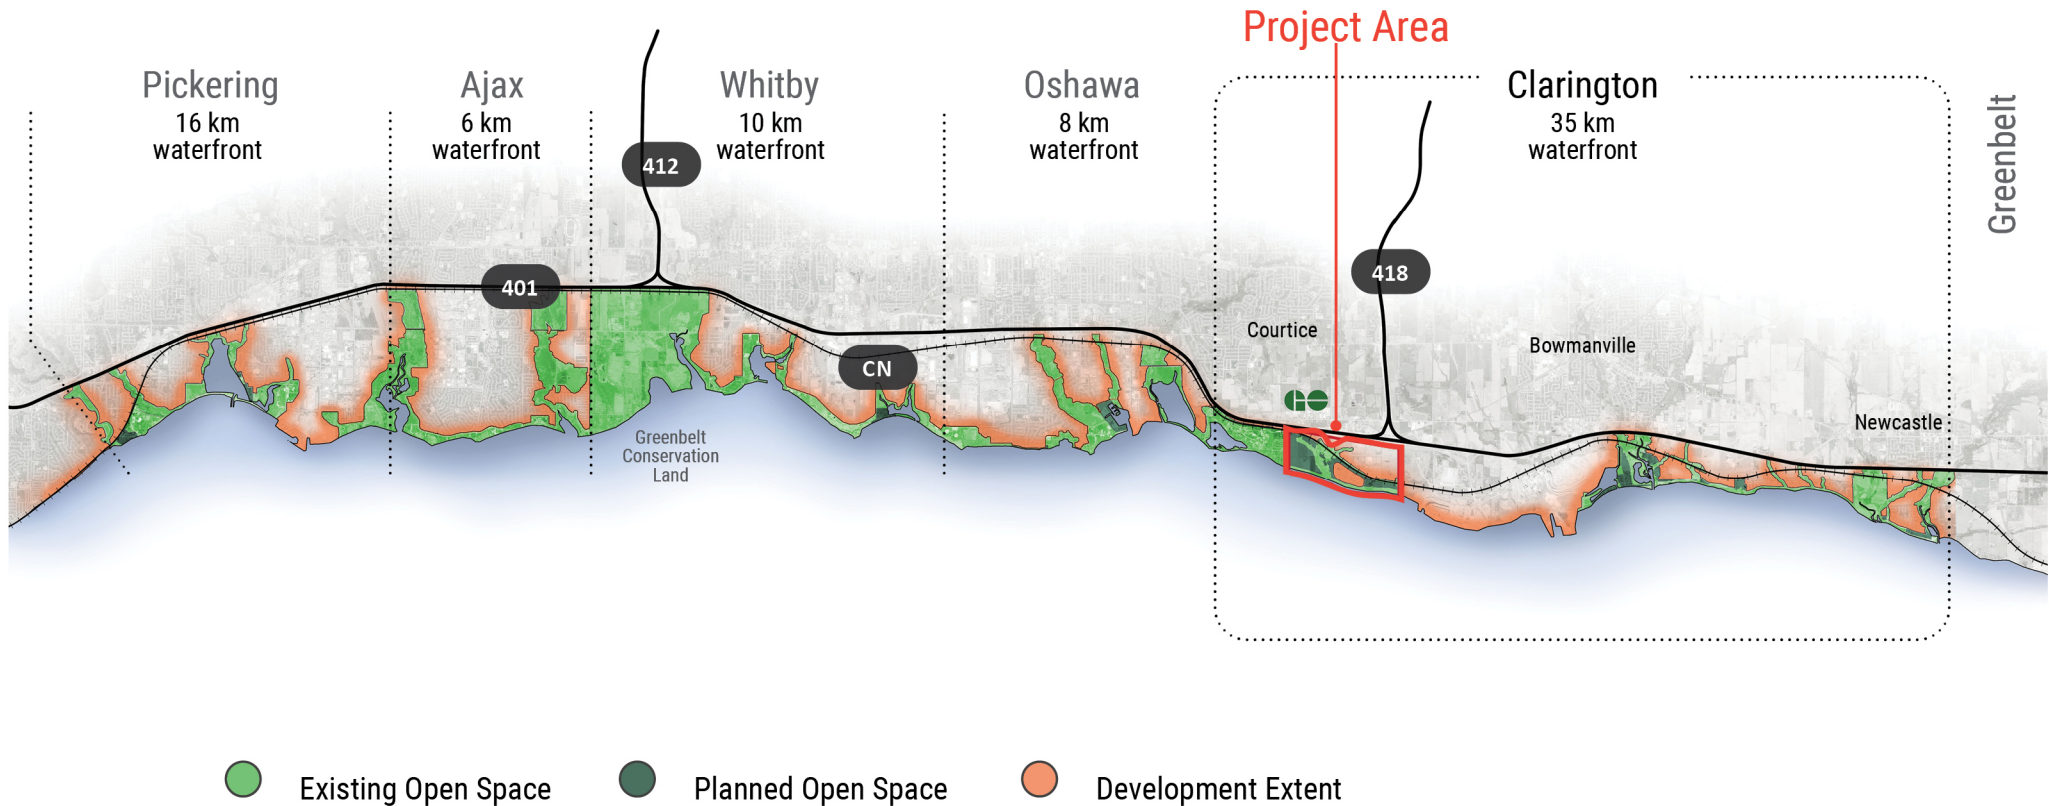 Project Area
Pickering
16 km
waterfront
Ajax
6 km
waterfront
Whitby
10 km
waterfront
Oshawa
8 km
waterfront
Clarington
35 km
waterfront
Greenbelt
412
401
418
CN
Courtice
Bowmanville
Newcastle
GO
Greenbelt
Conservation
Land
Existing Open Space
Planned Open Space
Development Extent